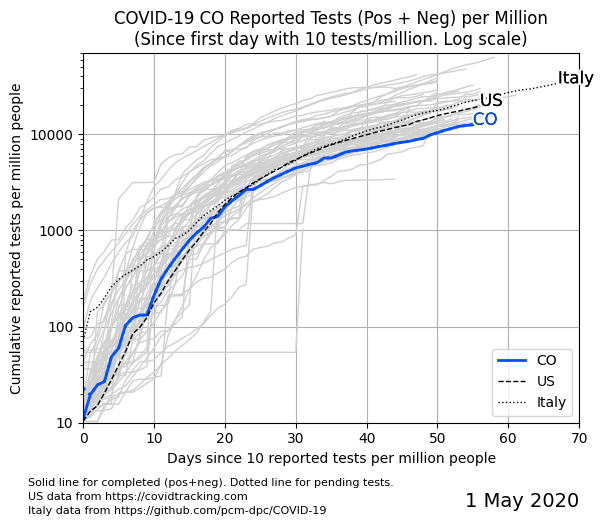 COVID-19 CO Reported Tests (Pos + Neg) per Million
(Since first day with 10 tests/million. Log scale)
Cumulative reported tests per million people
10000
1000
100
10
Italy
US
CO
CO
US
Italy
0 10 20 30 40 50 60 70
Days since 10 reported tests per million people
Solid line for completed (pos+neg). Dotted line for pending tests.
US data from https://covidtracking.com
Italy data from https://github.com/pcm-dpc/COVID-19
1 May 2020